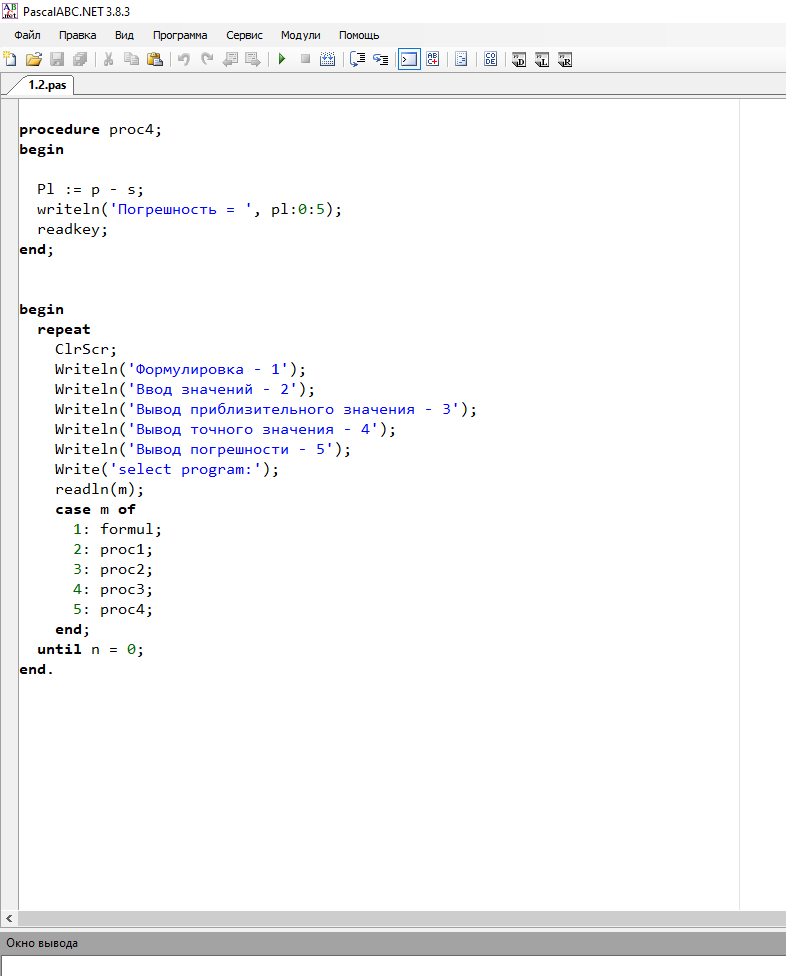 PascalABC.NET 3.8.3
Файл Правка Вид Программа Сервис Модули Помощь
1.2.pas
procedure proc4;
begin
Pl := p - s;
writeln('Погрешность = ', pl:0:5);
readkey;
end;
begin
repeat
ClrScr;
Writeln('Формулировка - 1');
Writeln('Ввод значений - 2');
Writeln('Вывод приблизительного значения - 3');
Writeln('Вывод точного значения - 4');
Writeln('Вывод погрешности - 5');
Write('select program:');
readln(m);
case m of
1: formul;
2: proc1;
3: proc2;
4: proc3;
5: proc4;
end;
until n = 0;
end.
Окно вывода